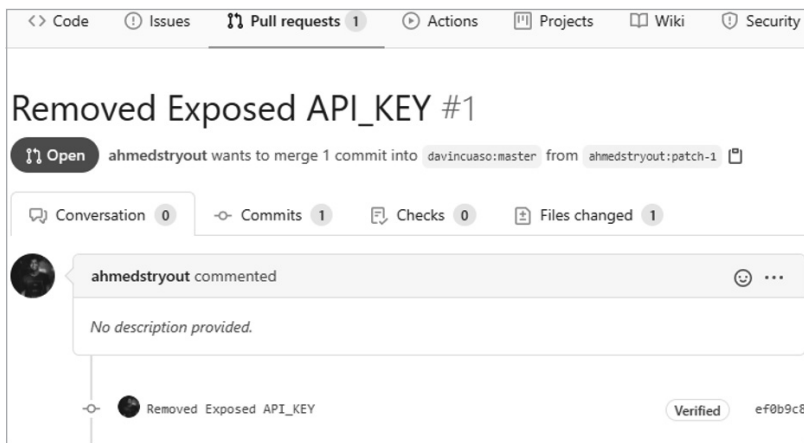 <> Code Issues Pull requests 1 Actions Projects Wiki Security
Removed Exposed API_KEY #1
Open ahmedstryout wants to merge 1 commit into davincuaso:master from ahmedstryout:patch-1
Conversation 0 Commits 1 Checks 0 Files changed 1
ahmedstryout commented
No description provided.
Removed Exposed API_KEY Verified ef0b9c8